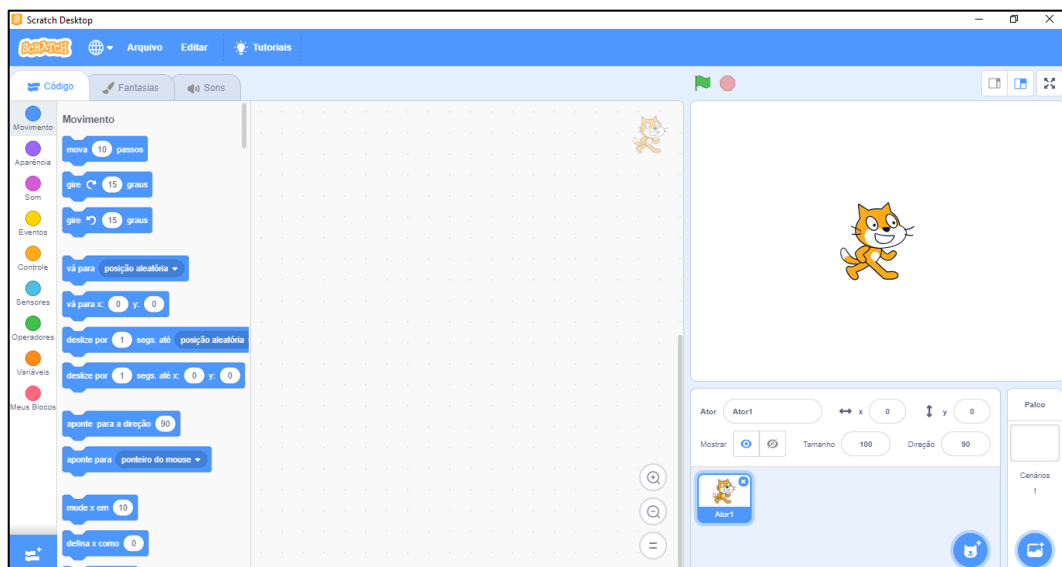 Scratch Desktop
SCRATCH Arquivo Editar Tutoriais
Código Fantasias Sons
Movimento
Aparência
Som
Eventos
Controle
Sensores
Operadores
Variáveis
Meus Blocos
Movimento
mova 10 passos
gire 15 graus
gire 15 graus
vá para posição aleatória
vá para x: 0 y: 0
deslize por 1 segs. até posição aleatória
deslize por 1 segs. até x: 0 y: 0
aponte para a direção 90
aponte para ponteiro do mouse
mude x em 10
defina x como 0
Ator Ator1 x 0 y 0
Mostrar Tamanho 100 Direção 90
Ator1
Palco
Cenários
1